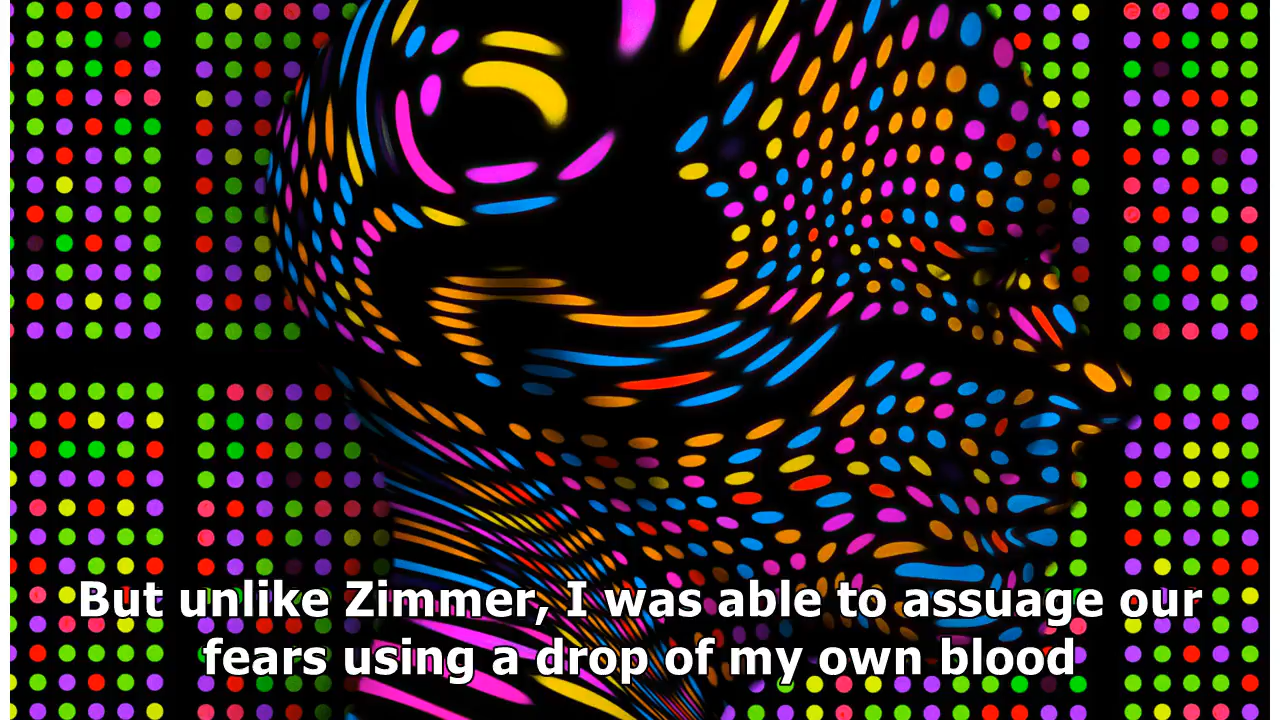 But unlike Zimmer, I was able to assuage our
fears using a drop of my own blood